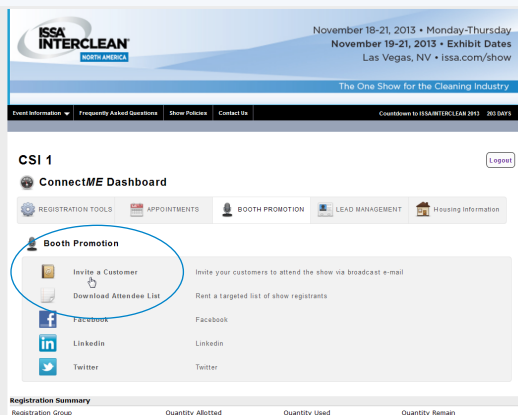 ISSA
INTERCLEAN
NORTH AMERICA
November 18-21, 2013 • Monday-Thursday
November 19-21, 2013 • Exhibit Dates
Las Vegas, NV • issa.com/show
The One Show for the Cleaning Industry
Event Information Frequently Asked Questions Show Policies Contact Us Countdown to ISSA/INTERCLEAN 2013 203 DAYS
CSI 1
Logout
ConnectME Dashboard
REGISTRATION TOOLS APPOINTMENTS BOOTH PROMOTION LEAD MANAGEMENT Housing Information
Booth Promotion
Invite a Customer Invite your customers to attend the show via broadcast e-mail
Download Attendee List Rent a targeted list of show registrants
Facebook Facebook
Linkedin Linkedin
Twitter Twitter
Registration Summary
Registration Group Quantity Allotted Quantity Used Quantity Remain